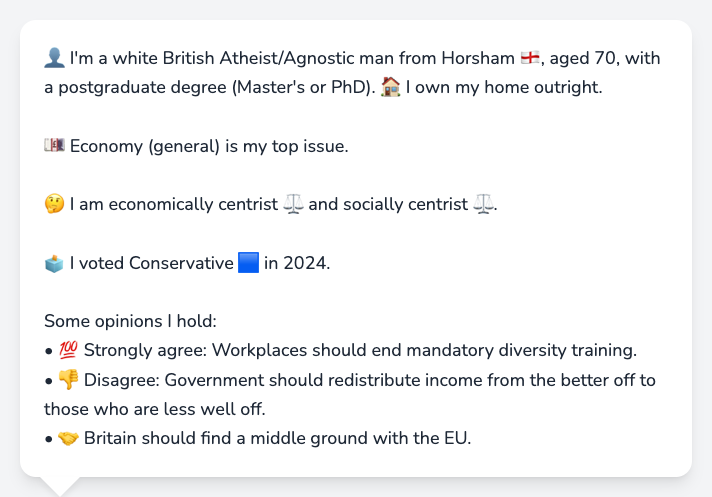 👤 I'm a white British Atheist/Agnostic man from Horsham 🏴󠁧󠁢󠁥󠁮󠁧󠁿, aged 70, with
a postgraduate degree (Master's or PhD). 🏠 I own my home outright.
💷 Economy (general) is my top issue.
🤔 I am economically centrist ⚖️ and socially centrist ⚖️.
🗳️ I voted Conservative 🟦 in 2024.
Some opinions I hold:
• 💯 Strongly agree: Workplaces should end mandatory diversity training.
• 👎 Disagree: Government should redistribute income from the better off to
those who are less well off.
• 🤝 Britain should find a middle ground with the EU.